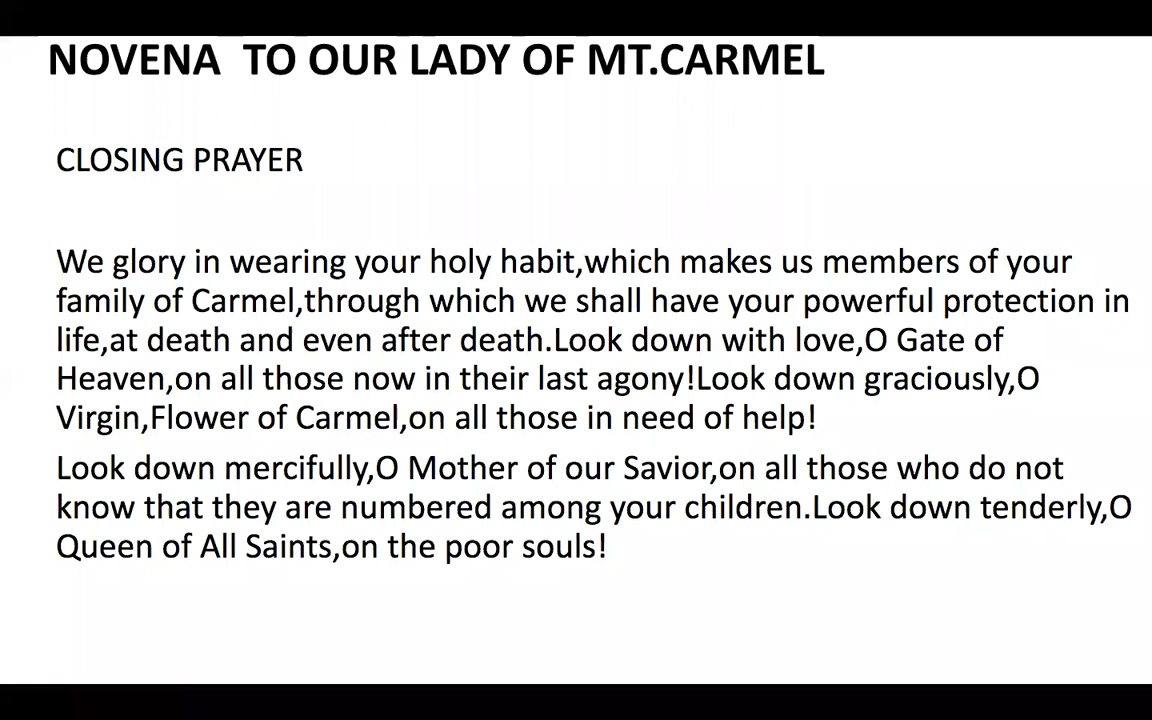 NOVENA  TO OUR LADY OF MT.CARMEL
CLOSING PRAYER
We glory in wearing your holy habit,which makes us members of your
family of Carmel,through which we shall have your powerful protection in
life,at death and even after death.Look down with love,O Gate of
Heaven,on all those now in their last agony!Look down graciously,O
Virgin,Flower of Carmel,on all those in need of help!
Look down mercifully,O Mother of our Savior,on all those who do not
know that they are numbered among your children.Look down tenderly,O
Queen of All Saints,on the poor souls!